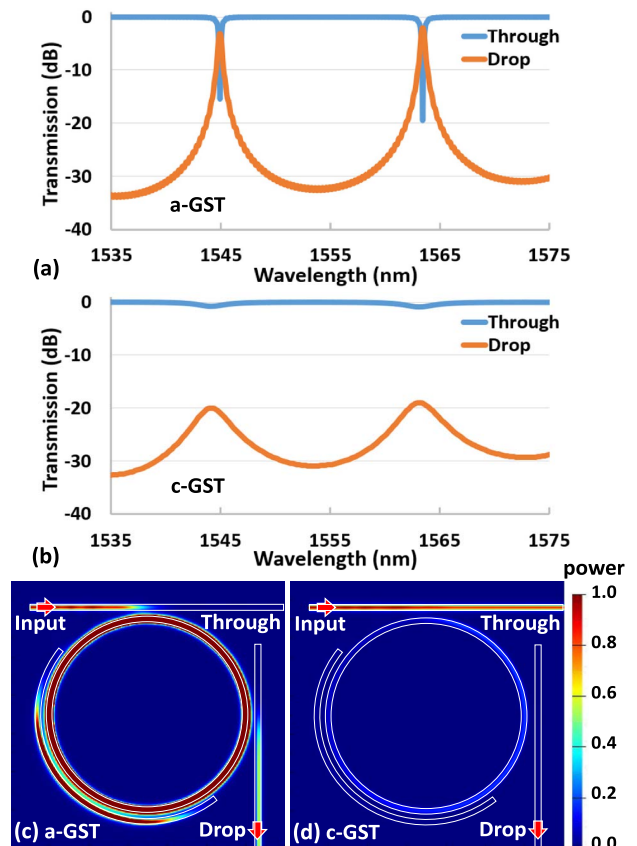 0
-10
-20
-30
-40
Transmission (dB)
Through
Drop
a-GST
1535 1545 1555 1565 1575
Wavelength (nm)
(a)
0
-10
-20
-30
-40
Transmission (dB)
Through
Drop
c-GST
1535 1545 1555 1565 1575
Wavelength (nm)
(b)
power
Input Through
Drop
(c) a-GST
Input Through
Drop
(d) c-GST
1.0
0.8
0.6
0.4
0.2
0.0